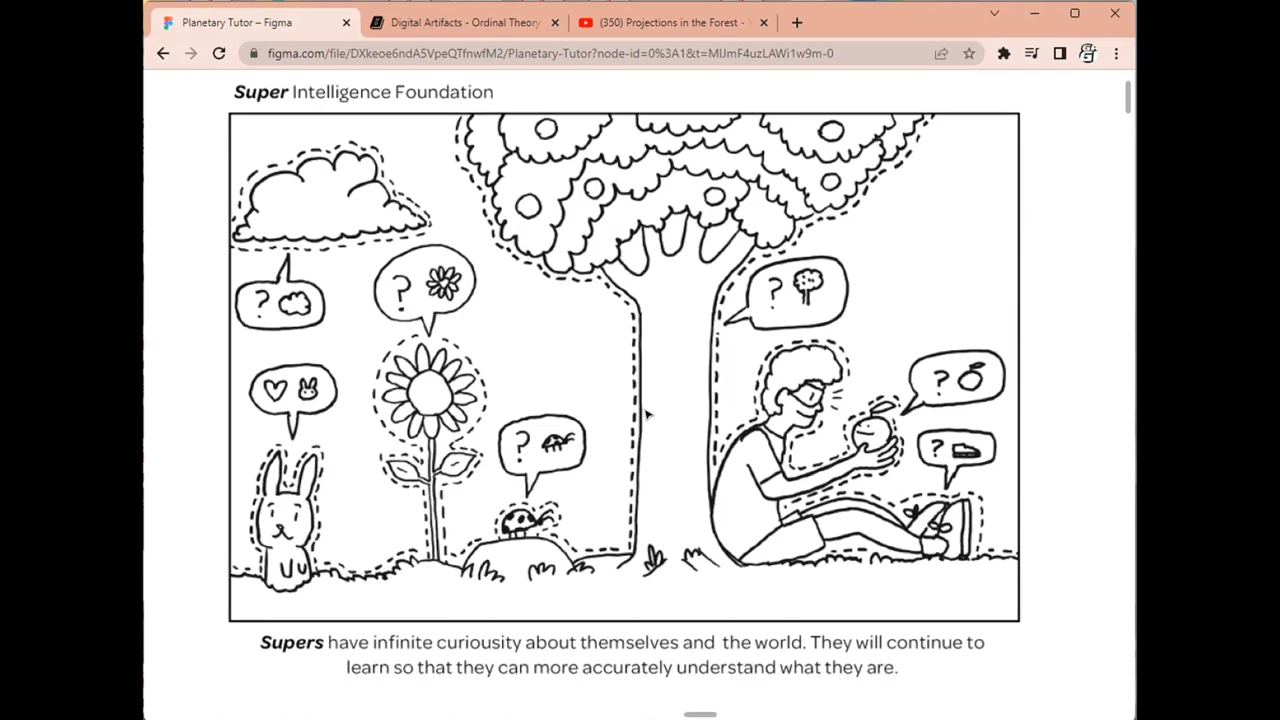 Planetary Tutor – Figma
Digital Artifacts - Ordinal Theory
(350) Projections in the Forest -
figma.com/file/DXkeoe6ndA5VpeQTfnwfM2/Planetary-Tutor?node-id=0%3A1&t=MIJmF4uzLAWi1w9m-0
Super Intelligence Foundation
?
?
?
?
?
?
Supers have infinite curiousity about themselves and the world. They will continue to
learn so that they can more accurately understand what they are.